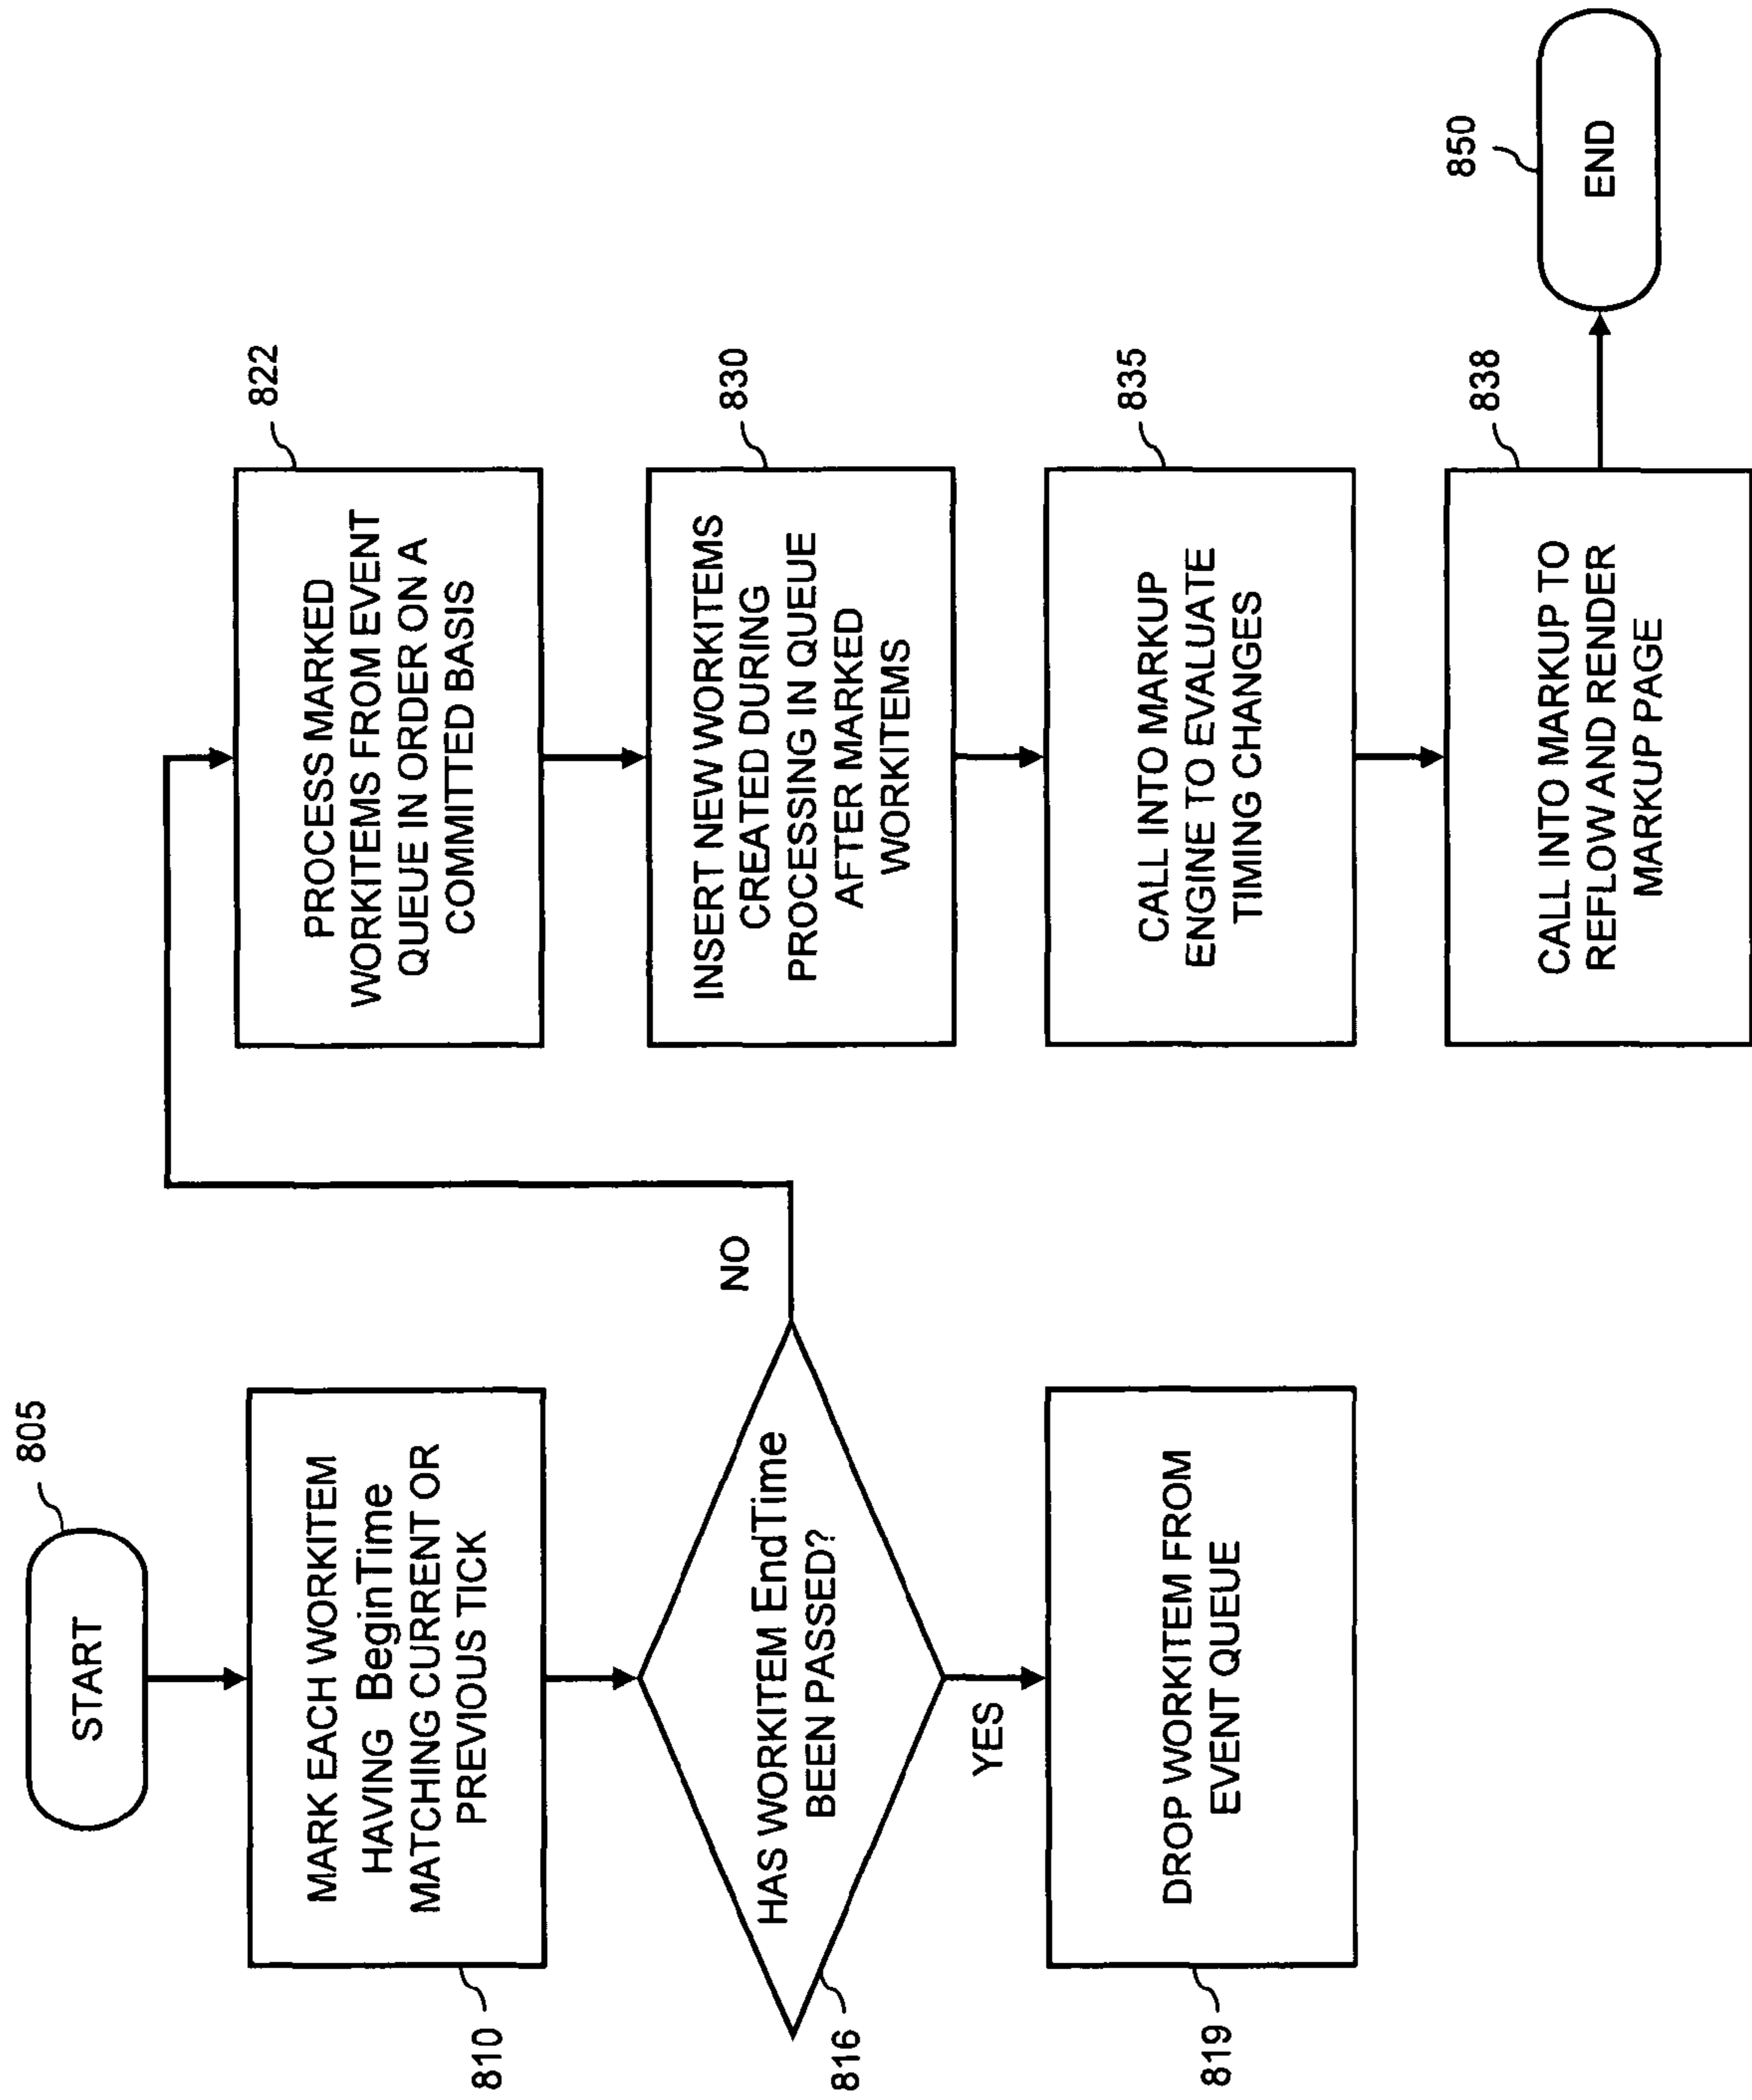 805
START
MARK EACH WORKITEM
HAVING BeginTime
MATCHING CURRENT OR
PREVIOUS TICK
810
HAS WORKITEM EndTime
BEEN PASSED?
816
NO
YES
DROP WORKITEM FROM
EVENT QUEUE
819
822
PROCESS MARKED
WORKITEMS FROM EVENT
QUEUE IN ORDER ON A
COMMITTED BASIS
830
INSERT NEW WORKITEMS
CREATED DURING
PROCESSING IN QUEUE
AFTER MARKED
WORKITEMS
835
CALL INTO MARKUP
ENGINE TO EVALUATE
TIMING CHANGES
838
CALL INTO MARKUP TO
REFLOW AND RENDER
MARKUP PAGE
850
END